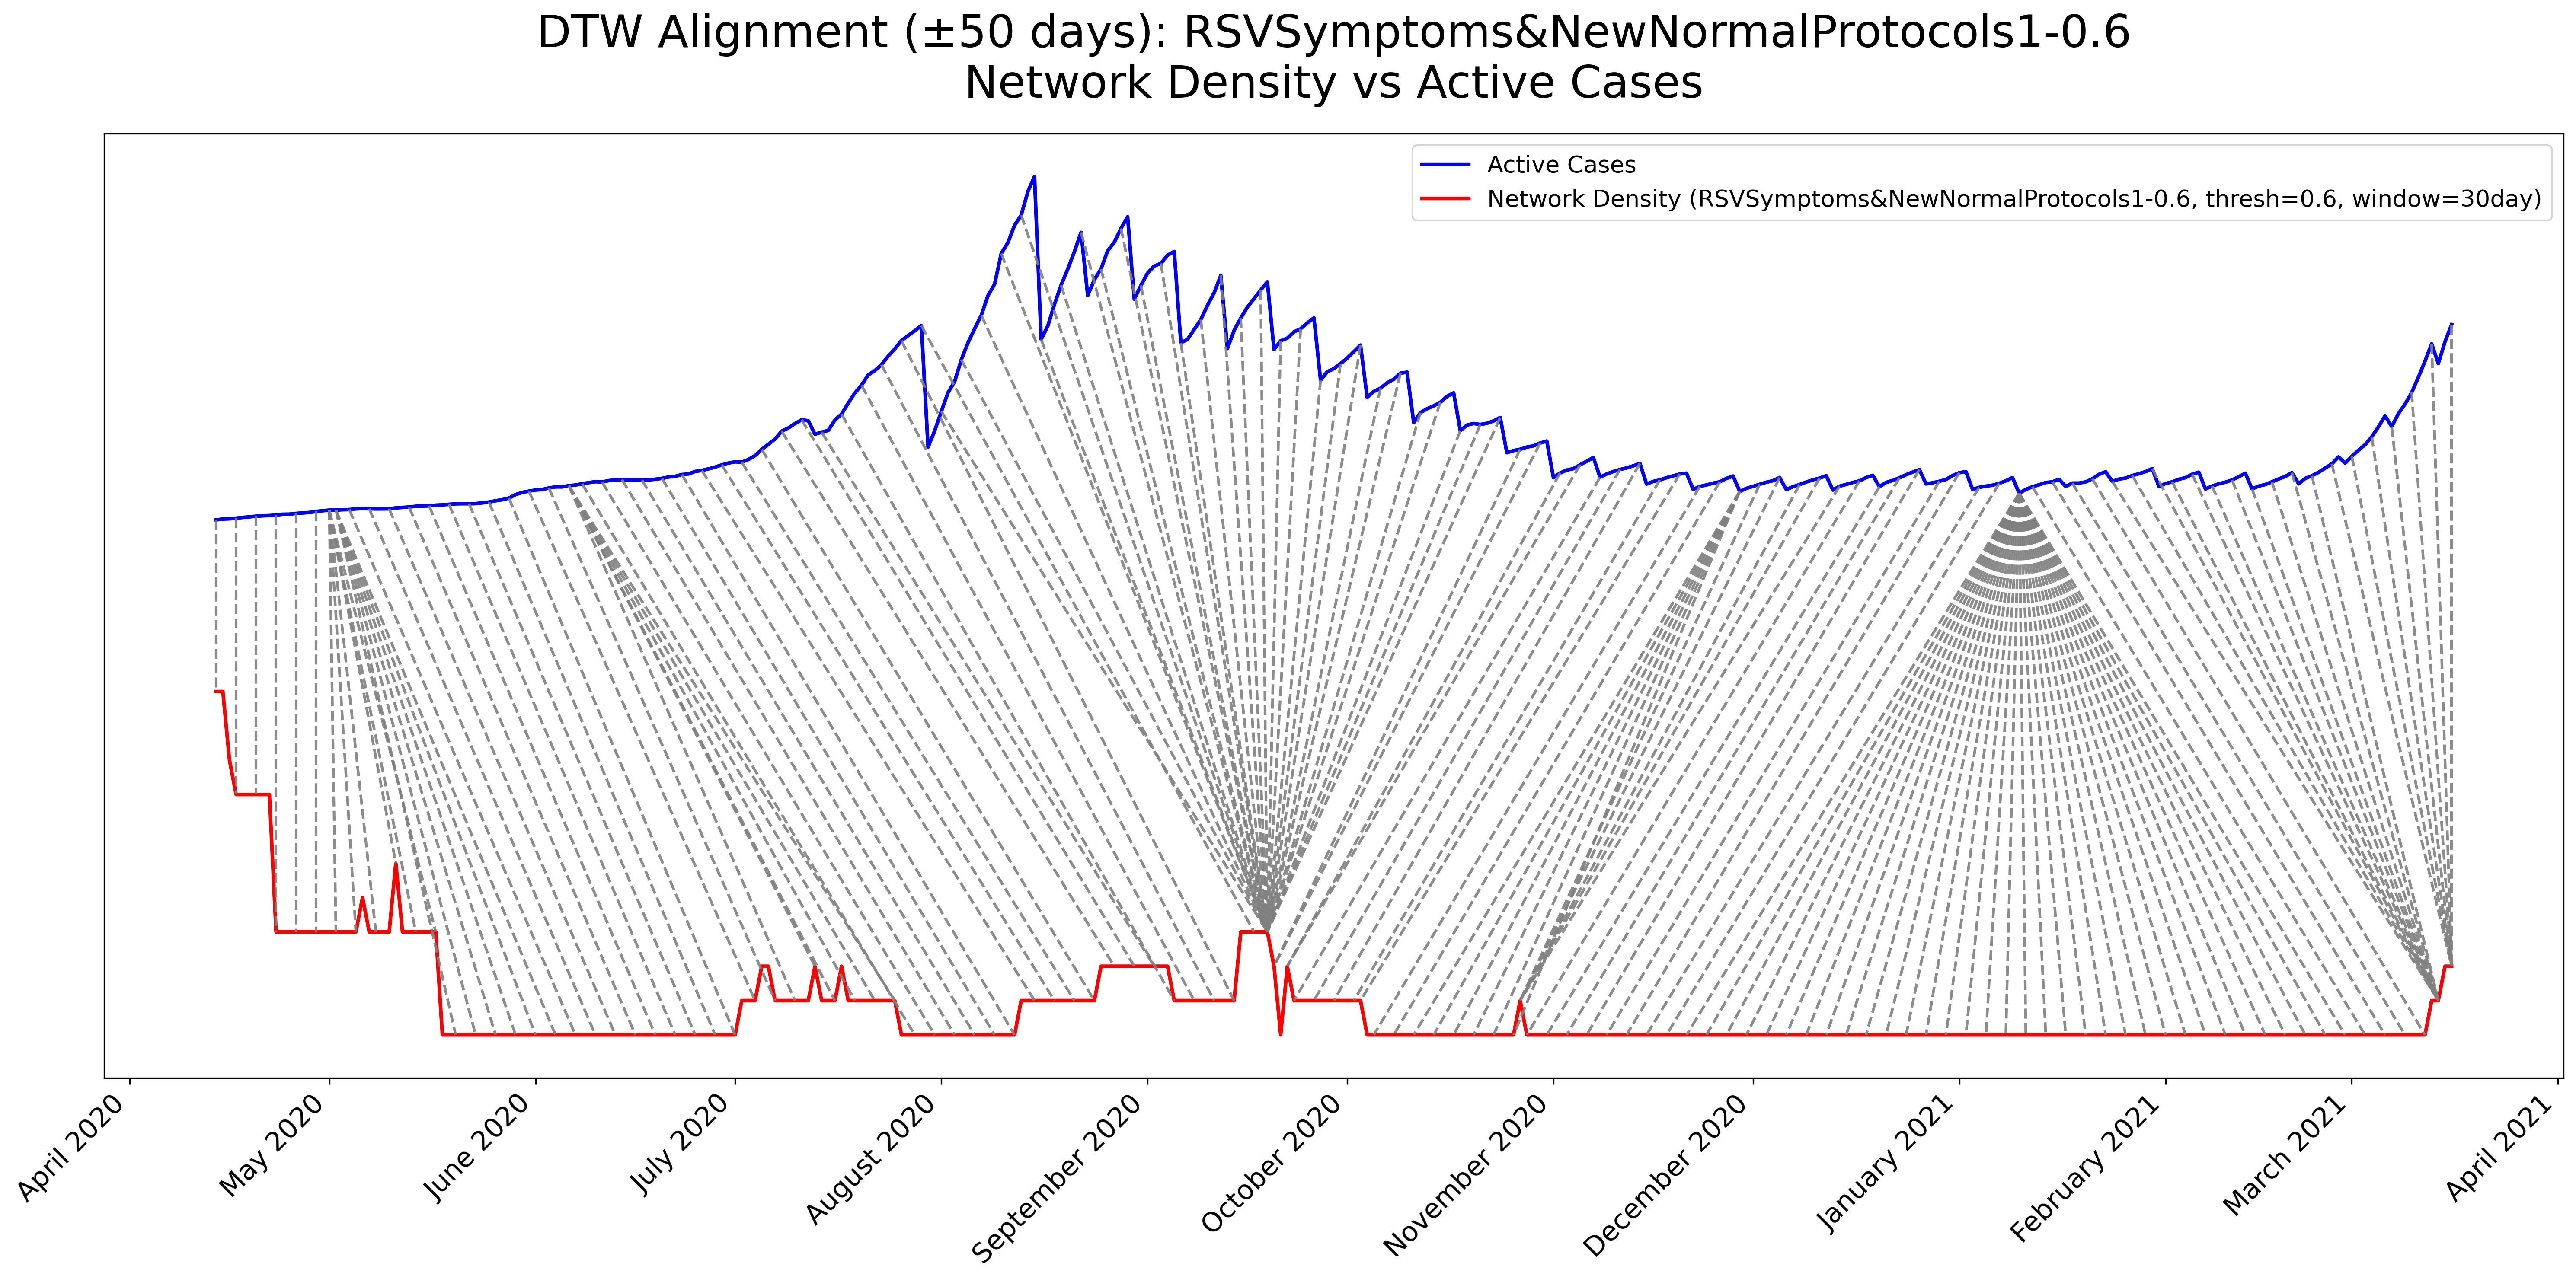 DTW Alignment (±50 days): RSVSymptoms&NewNormalProtocols1-0.6
Network Density vs Active Cases
Active Cases
Network Density (RSVSymptoms&NewNormalProtocols1-0.6, thresh=0.6, window=30day)
April 2020
May 2020
June 2020
July 2020
August 2020
September 2020
October 2020
November 2020
December 2020
January 2021
February 2021
March 2021
April 2021